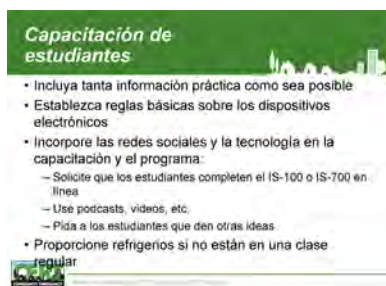 Capacitación de
estudiantes
• Incluya tanta información práctica como sea posible
• Establezca reglas básicas sobre los dispositivos
electrónicos
• Incorpore las redes sociales y la tecnología en la
capacitación y el programa:
– Solicite que los estudiantes completen el IS-100 o IS-700 en
línea
– Use podcasts, videos, etc.
– Pida a los estudiantes que den otras ideas
• Proporcione refrigerios si no están en una clase
regular